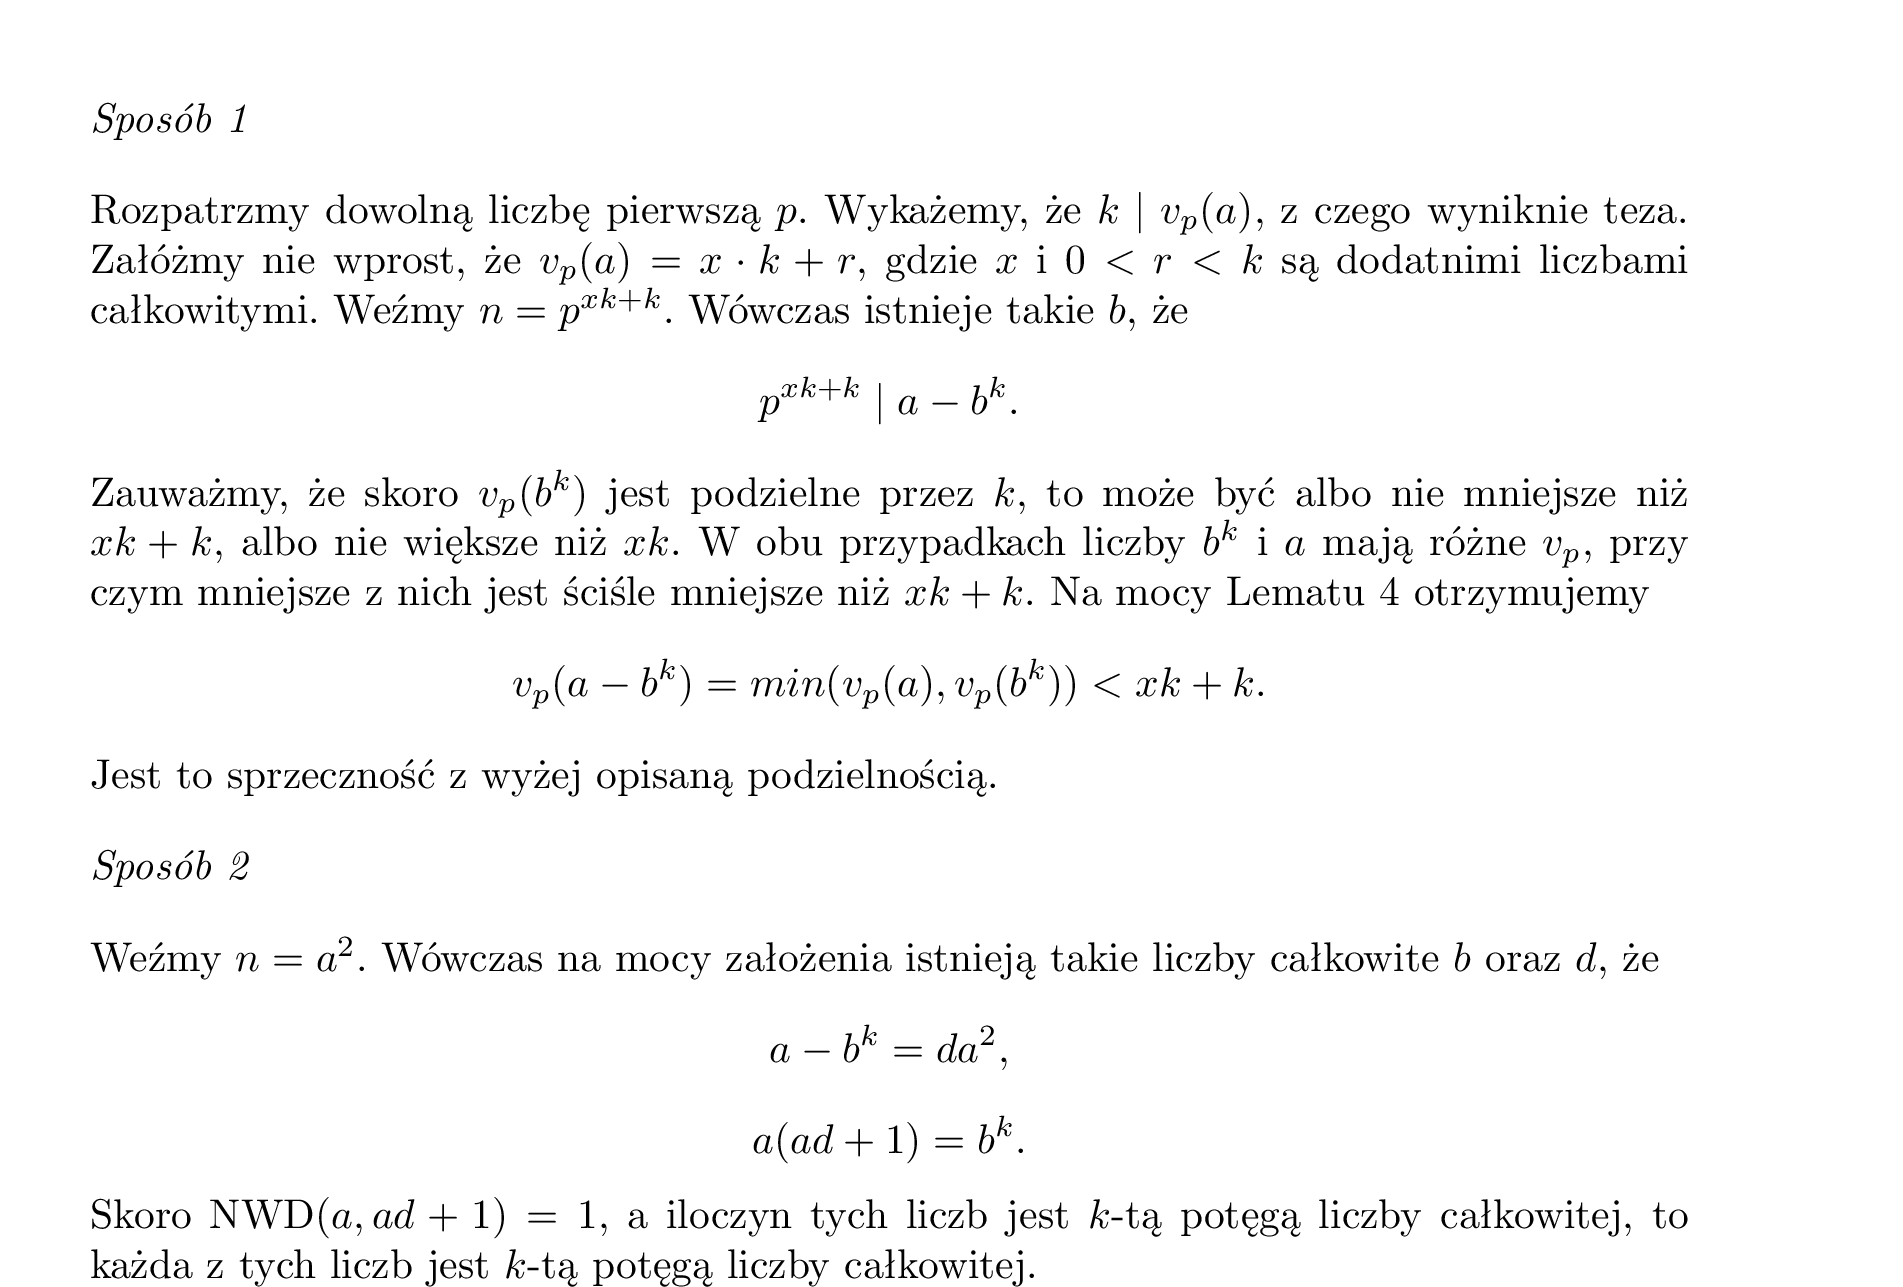 Sposób 1
Rozpatrzmy dowolną liczbę pierwszą p. Wykażemy, że k | v_p(a), z czego wyniknie teza.
Załóżmy nie wprost, że v_p(a) = x · k + r, gdzie x i 0 < r < k są dodatnimi liczbami
całkowitymi. Weźmy n = p^{xk+k}. Wówczas istnieje takie b, że
p^{xk+k} | a − b^k.
Zauważmy, że skoro v_p(b^k) jest podzielne przez k, to może być albo nie mniejsze niż
xk + k, albo nie większe niż xk. W obu przypadkach liczby b^k i a mają różne v_p, przy
czym mniejsze z nich jest ściśle mniejsze niż xk + k. Na mocy Lematu 4 otrzymujemy
v_p(a − b^k) = min(v_p(a), v_p(b^k)) < xk + k.
Jest to sprzeczność z wyżej opisaną podzielnością.
Sposób 2
Weźmy n = a^2. Wówczas na mocy założenia istnieją takie liczby całkowite b oraz d, że
a − b^k = da^2,
a(ad + 1) = b^k.
Skoro NWD(a, ad + 1) = 1, a iloczyn tych liczb jest k-tą potęgą liczby całkowitej, to
każda z tych liczb jest k-tą potęgą liczby całkowitej.